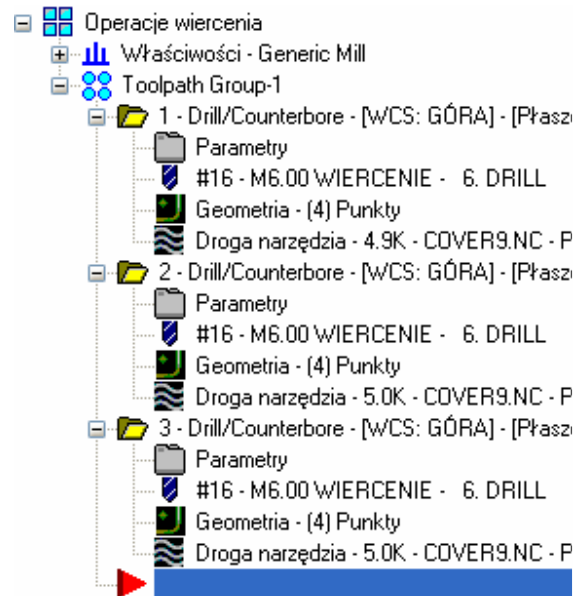 Operacje wiercenia
Właściwości - Generic Mill
Toolpath Group-1
1 - Drill/Counterbore - [WCS: GÓRA] - [Płasz
Parametry
#16 - M6.00 WIERCENIE - 6. DRILL
Geometria - (4) Punkty
Droga narzędzia - 4.9K - COVER9.NC - P
2 - Drill/Counterbore - [WCS: GÓRA] - [Płasz
Parametry
#16 - M6.00 WIERCENIE - 6. DRILL
Geometria - (4) Punkty
Droga narzędzia - 5.0K - COVER9.NC - P
3 - Drill/Counterbore - [WCS: GÓRA] - [Płasz
Parametry
#16 - M6.00 WIERCENIE - 6. DRILL
Geometria - (4) Punkty
Droga narzędzia - 5.0K - COVER9.NC - P